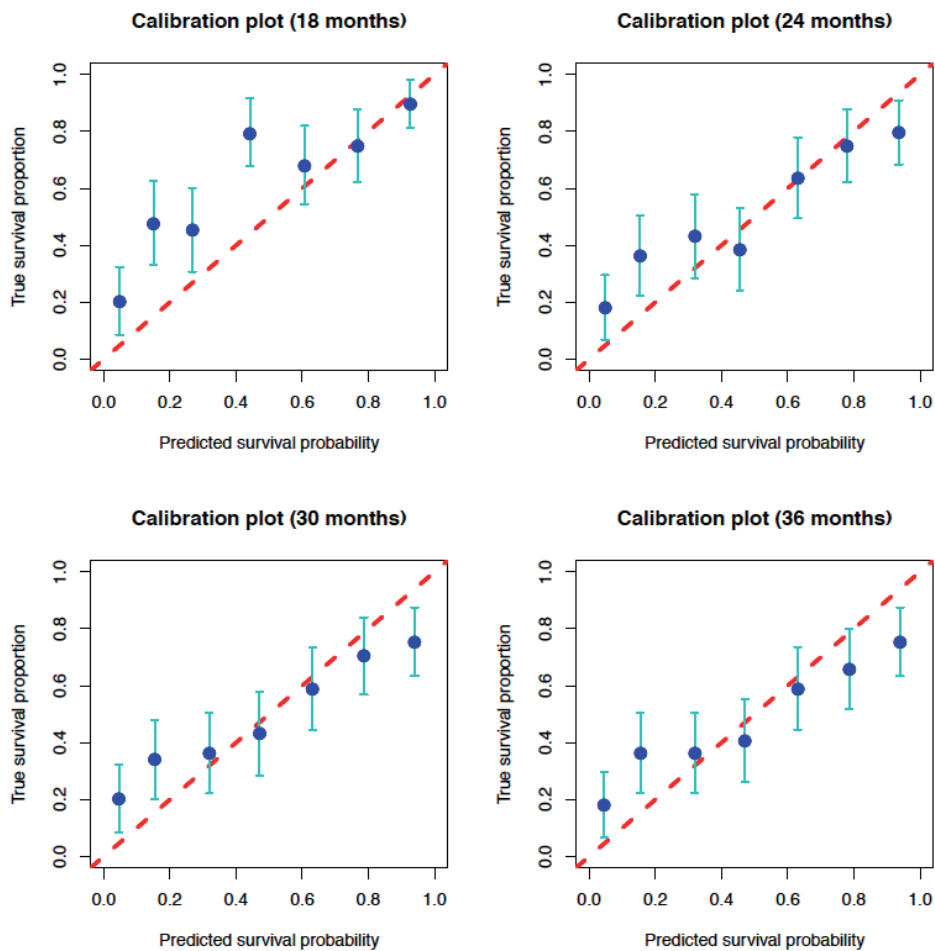 Calibration plot (18 months)
True survival proportion
1.0
0.8
0.6
0.4
0.2
0.0
0.0 0.2 0.4 0.6 0.8 1.0
Predicted survival probability
Calibration plot (24 months)
True survival proportion
1.0
0.8
0.6
0.4
0.2
0.0
0.0 0.2 0.4 0.6 0.8 1.0
Predicted survival probability
Calibration plot (30 months)
True survival proportion
1.0
0.8
0.6
0.4
0.2
0.0
0.0 0.2 0.4 0.6 0.8 1.0
Predicted survival probability
Calibration plot (36 months)
True survival proportion
1.0
0.8
0.6
0.4
0.2
0.0
0.0 0.2 0.4 0.6 0.8 1.0
Predicted survival probability